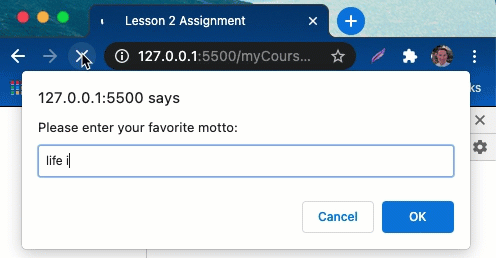 Lesson 2 Assignment
127.0.0.1:5500/myCours...
127.0.0.1:5500 says
Please enter your favorite motto:
life i
Cancel
OK
ks